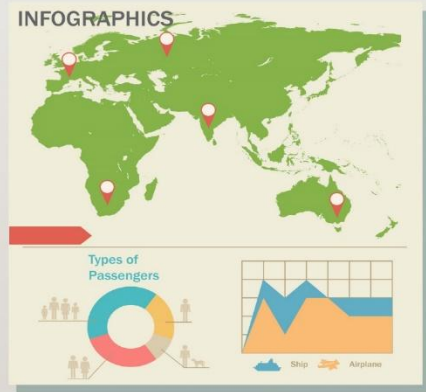 INFOGRAPHICS
Types of
Passengers
Ship
Airplane